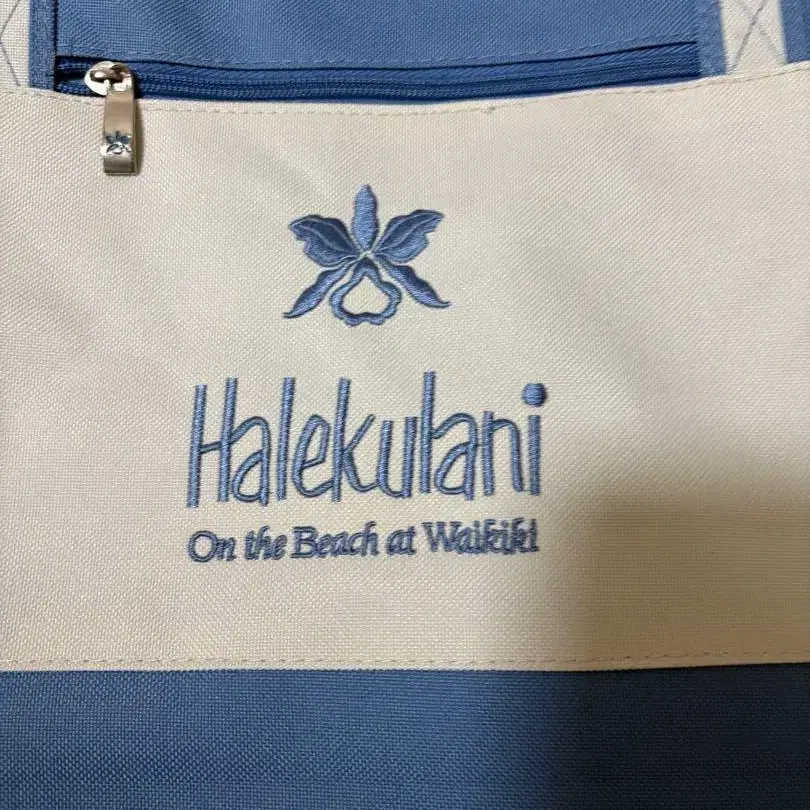 Halekulani
On the Beach at Waikiki